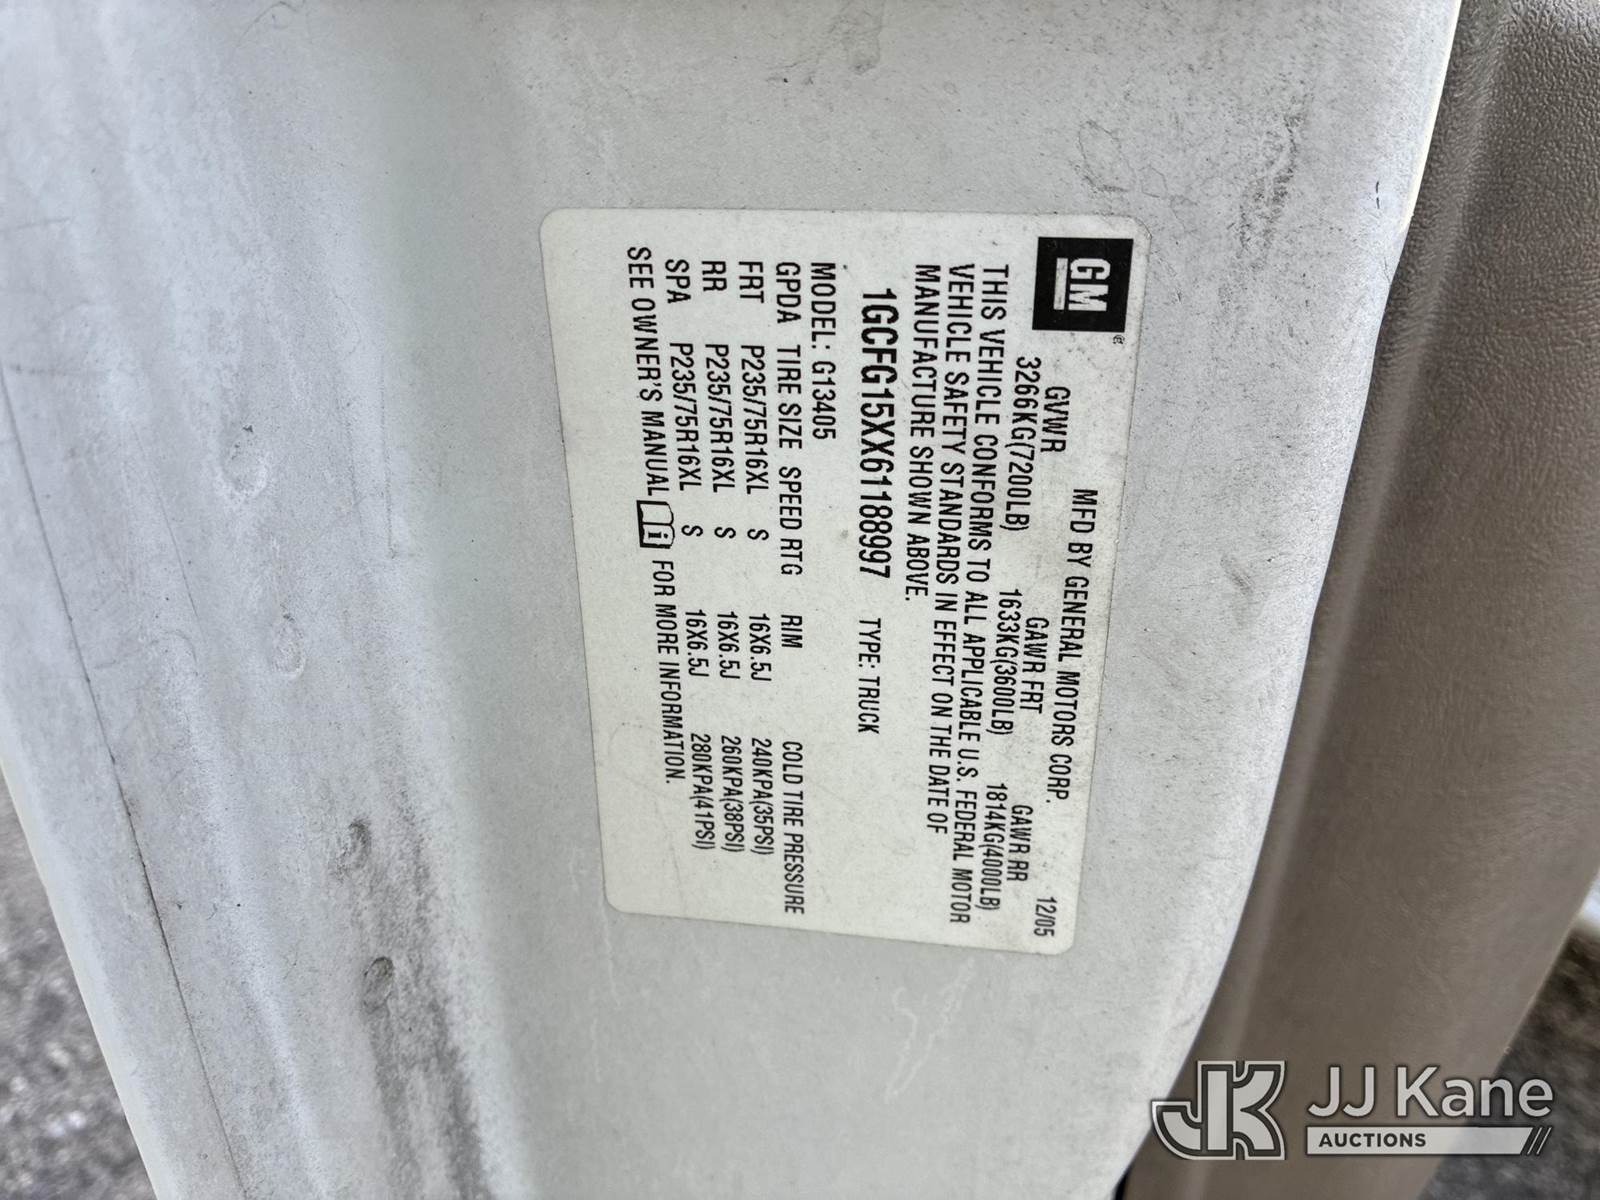 GM
MFD BY GENERAL MOTORS CORP. 12/05
GVWR GAWR FRT GAWR RR
3266KG(7200LB) 1633KG(3600LB) 1814KG(4000LB)
THIS VEHICLE CONFORMS TO ALL APPLICABLE U.S. FEDERAL MOTOR
VEHICLE SAFETY STANDARDS IN EFFECT ON THE DATE OF
MANUFACTURE SHOWN ABOVE.
1GCFG15XX61188997 TYPE: TRUCK
MODEL: G13405
GPDA TIRE SIZE SPEED RTG RIM COLD TIRE PRESSURE
FRT P235/75R16XL S 16X6.5J 240KPA(35PSI)
RR P235/75R16XL S 16X6.5J 260KPA(38PSI)
SPA P235/75R16XL S 16X6.5J 280KPA(41PSI)
SEE OWNER'S MANUAL i FOR MORE INFORMATION.
JK JJ Kane
AUCTIONS